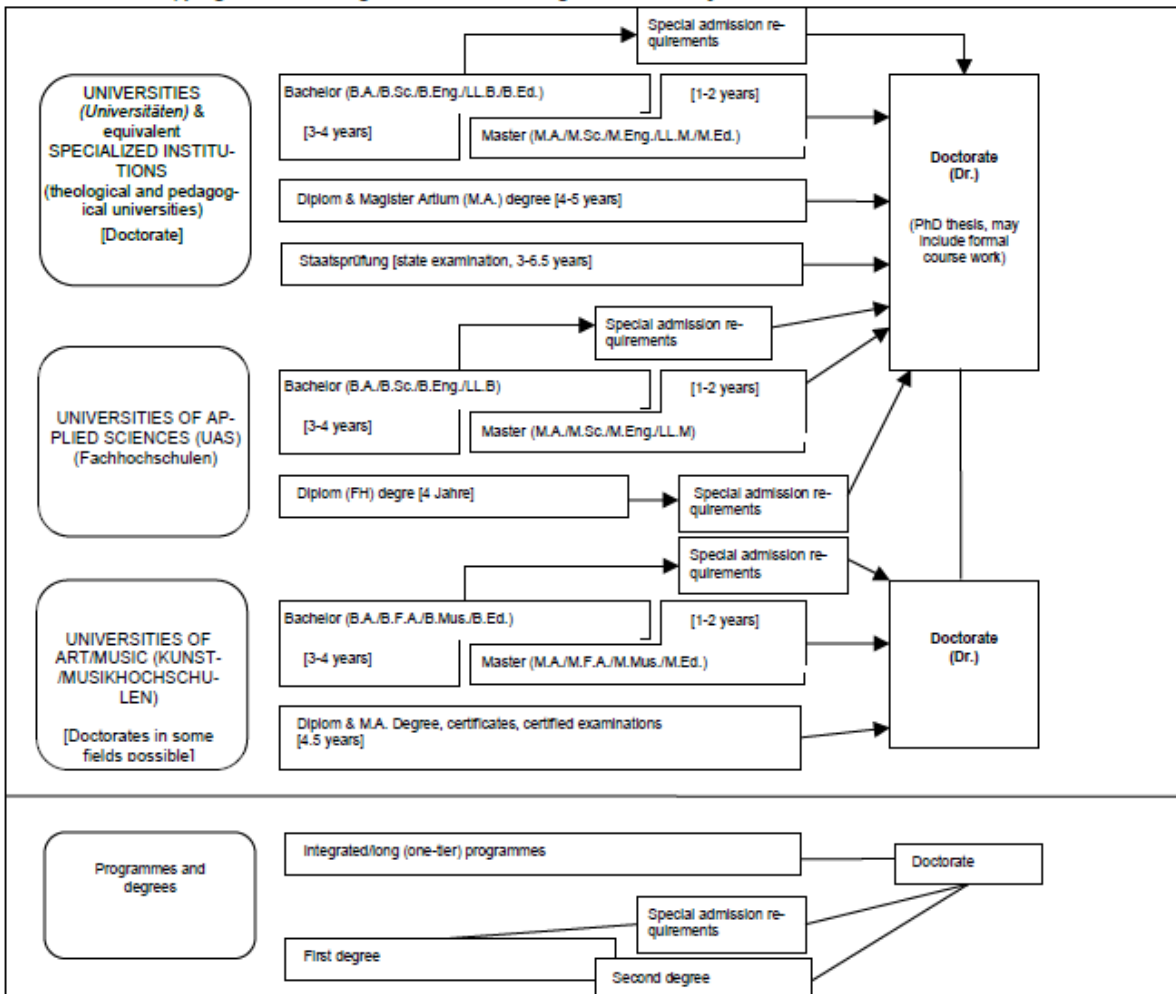 Special admission re-
quirements
UNIVERSITIES
(Universitäten) &
equivalent
SPECIALIZED INSTITU-
TIONS
(theological and pedagog-
ical universities)
[Doctorate]
Bachelor (B.A./B.Sc./B.Eng./LL.B./B.Ed.)
[1-2 years]
[3-4 years]
Master (M.A./M.Sc./M.Eng./LL.M./M.Ed.)
Diplom & Magister Artium (M.A.) degree [4-5 years]
Staatsprüfung [state examination, 3-6.5 years]
Doctorate
(Dr.)
(PhD thesis, may
include formal
course work)
UNIVERSITIES OF AP-
PLIED SCIENCES (UAS)
(Fachhochschulen)
Special admission re-
quirements
Bachelor (B.A./B.Sc./B.Eng./LL.B)
[1-2 years]
[3-4 years]
Master (M.A./M.Sc./M.Eng./LL.M)
Diplom (FH) degre [4 Jahre]
Special admission re-
quirements
UNIVERSITIES OF
ART/MUSIC (KUNST-
/MUSIKHOCHSCHU-
LEN)
[Doctorates in some
fields possible]
Special admission re-
quirements
Bachelor (B.A./B.F.A./B.Mus./B.Ed.)
[1-2 years]
[3-4 years]
Master (M.A./M.F.A./M.Mus./M.Ed.)
Diplom & M.A. Degree, certificates, certified examinations
[4.5 years]
Doctorate
(Dr.)
Programmes and
degrees
Integrated/long (one-tier) programmes
Doctorate
Special admission re-
quirements
First degree
Second degree